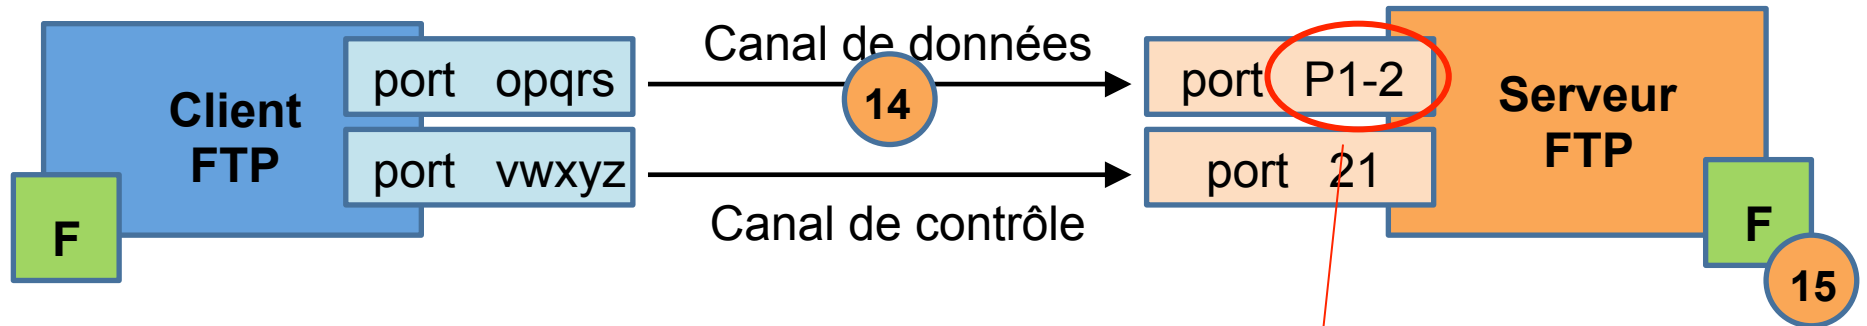 Canal de données
port opqrs
14
port P1-2
Client
FTP
Serveur
FTP
port vwxyz
port 21
Canal de contrôle
F
F
15